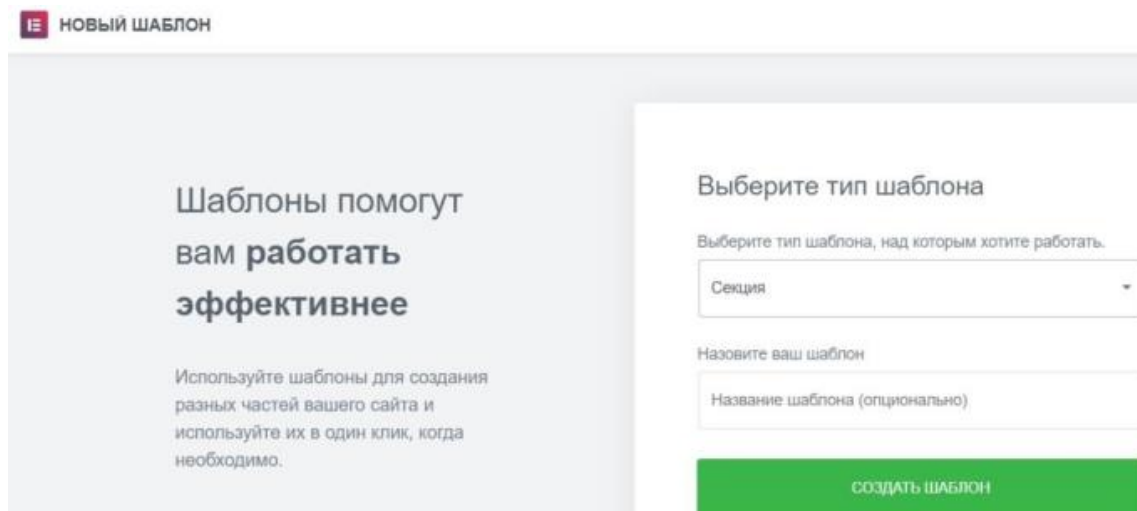 НОВЫЙ ШАБЛОН
Шаблоны помогут
вам работать
эффективнее
Используйте шаблоны для создания
разных частей вашего сайта и
используйте их в один клик, когда
необходимо.
Выберите тип шаблона
Выберите тип шаблона, над которым хотите работать.
Секция
Назовите ваш шаблон
Название шаблона (опционально)
СОЗДАТЬ ШАБЛОН